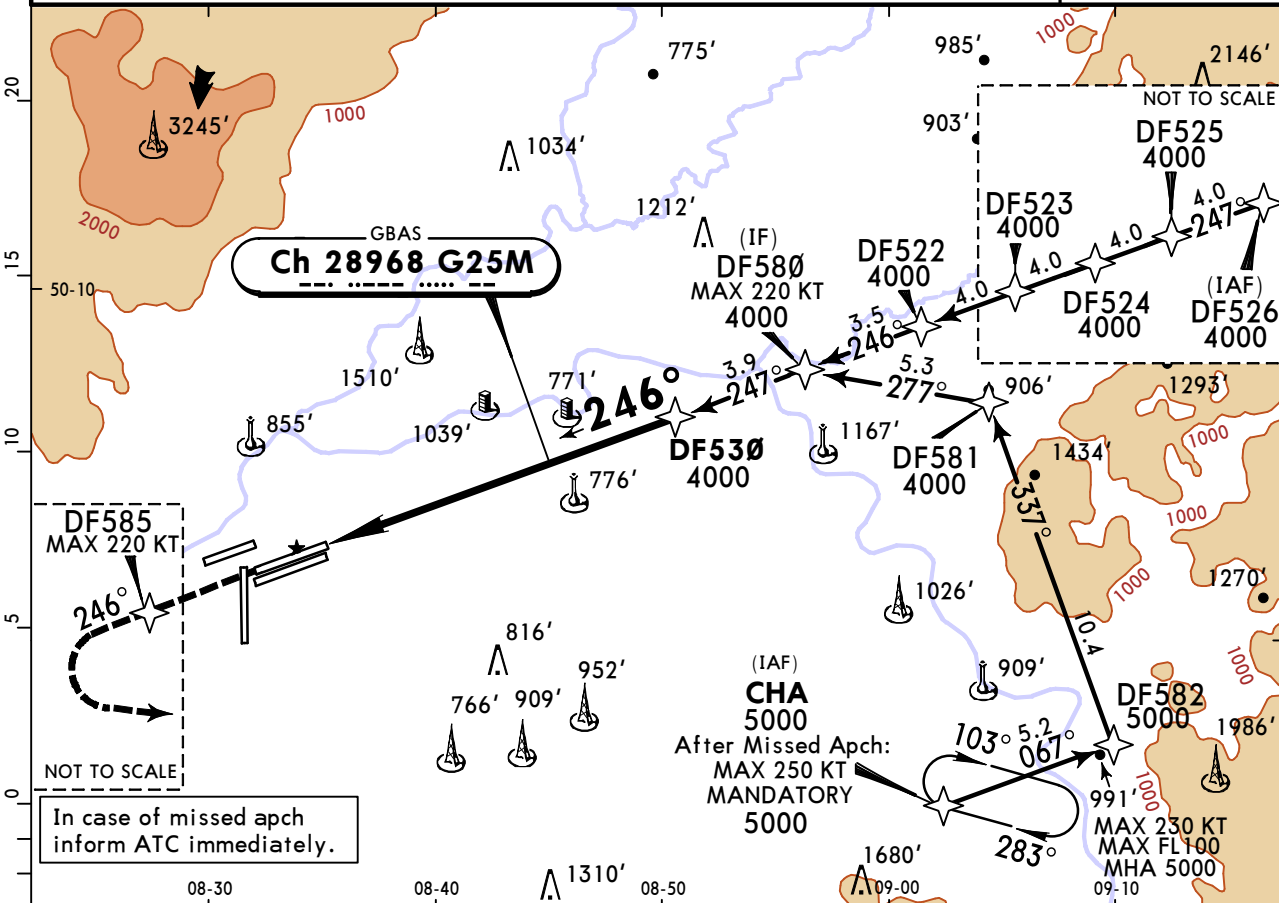 1000
2146'
985'
775'
20
NOT TO SCALE
3245'
1000
903'
DF525
4000
1034'
4.0
247°
DF523
4000
2000
1212'
GBAS
Ch 28968 G25M
(IF)
DF58Ø
MAX 220 KT
4000
DF522
4000
4.0
4.0
15
50-10
4.0
DF524
4000
(IAF)
DF526
4000
3.5
246°
1510'
3.9
247°
5.3
277°
906'
1293'
771'
246°
855'
1039'
1167'
1000
10
DF53Ø
4000
DF581
4000
1434'
776'
337°
1000
DF585
MAX 220 KT
1000
1270'
246°
5
1026'
10.4
816'
952'
766'
909'
(IAF)
CHA
5000
After Missed Apch:
MAX 250 KT
MANDATORY
5000
909'
1000
DF582
5000
1986'
103°
5.2
067°
NOT TO SCALE
0
In case of missed apch
inform ATC immediately.
283°
991'
MAX 230 KT
MAX FL100
MHA 5000
1000
1310'
1680'
08-30
08-40
08-50
09-00
09-10